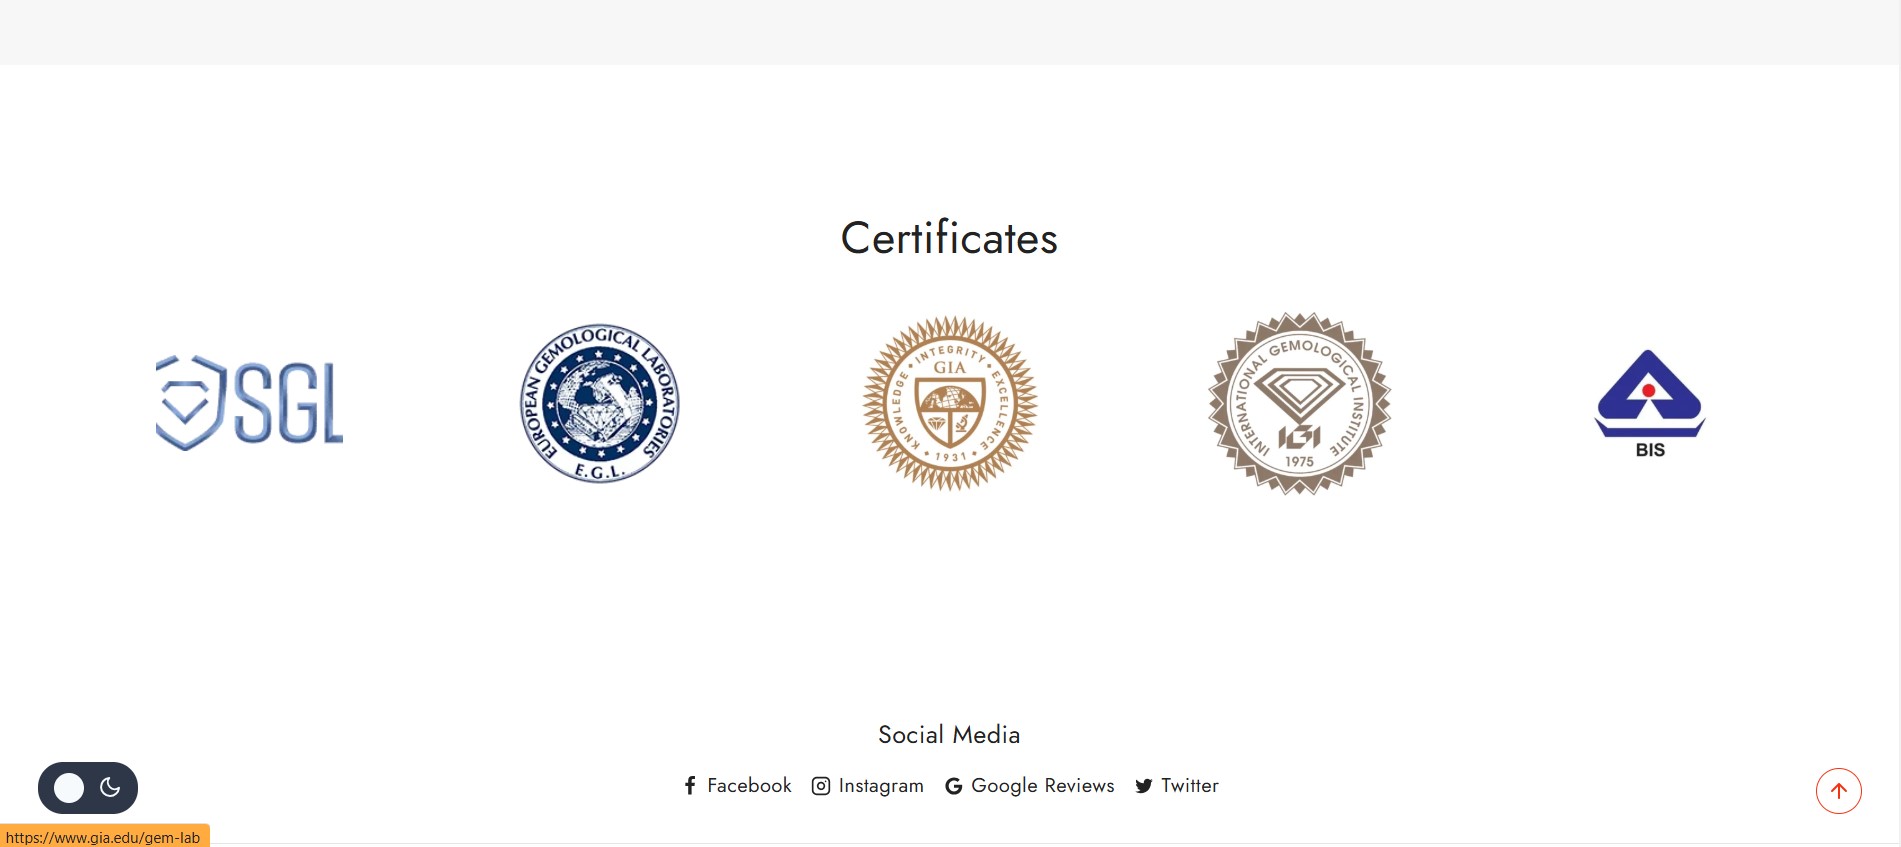 Certificates
SGL
EUROPEAN GEMOLOGICAL LABORATORIES
E.G.L.
KNOWLEDGE • INTEGRITY • EXCELLENCE
GIA
• 1931 •
INTERNATIONAL GEMOLOGICAL INSTITUTE
IGI
1975
BIS
Social Media
Facebook Instagram Google Reviews Twitter
https://www.gia.edu/gem-lab